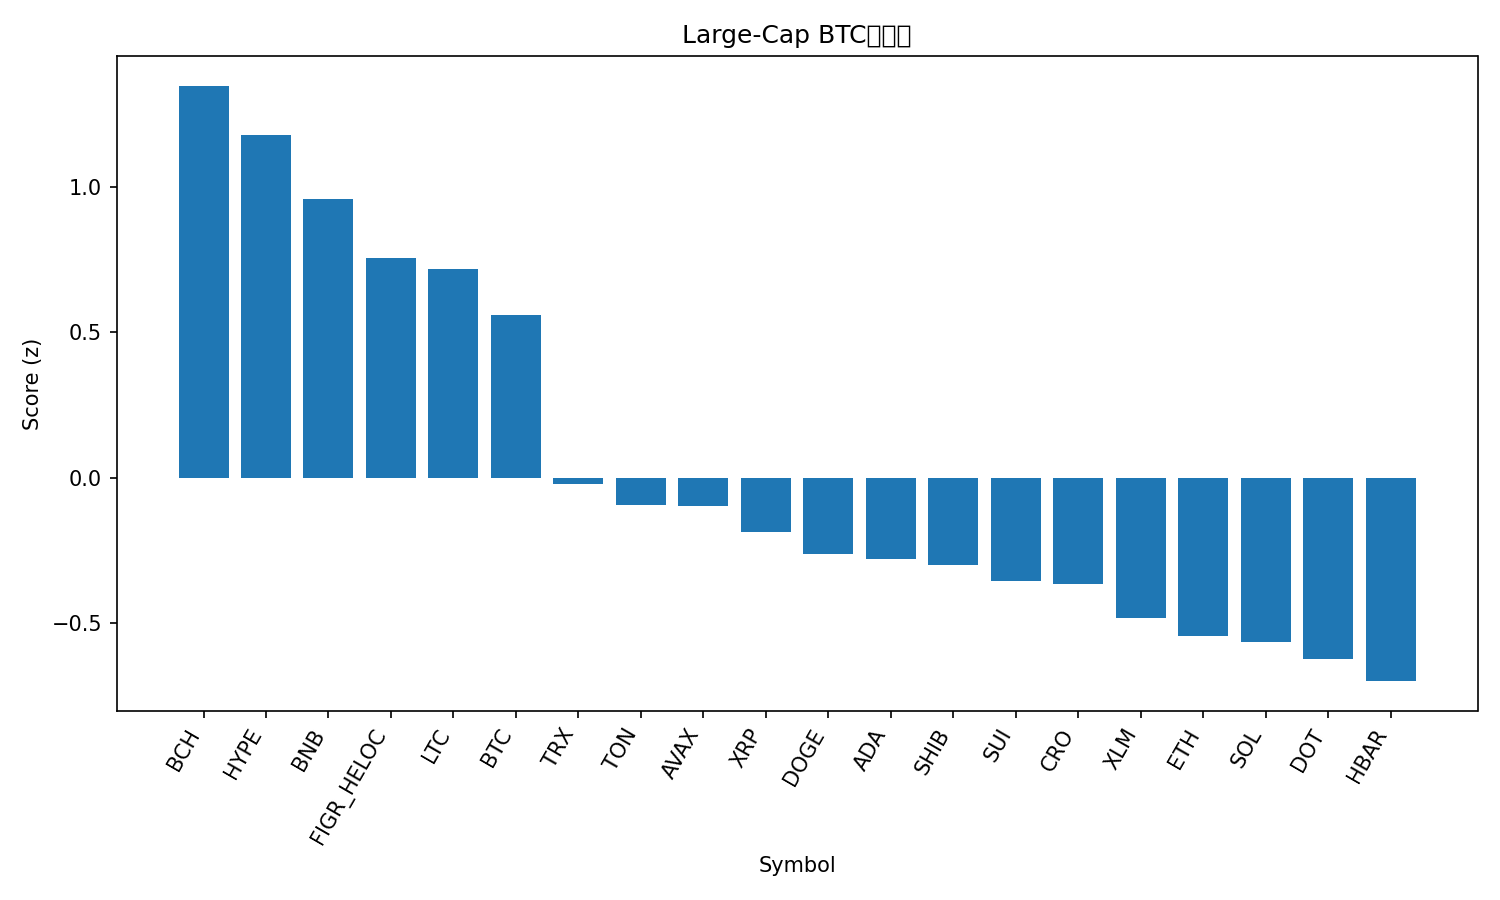 Large-Cap BTC
Score (z)
1.0
0.5
0.0
−0.5
BCH
HYPE
BNB
FIGR_HELOC
LTC
BTC
TRX
TON
AVAX
XRP
DOGE
ADA
SHIB
SUI
CRO
XLM
ETH
SOL
DOT
HBAR
Symbol